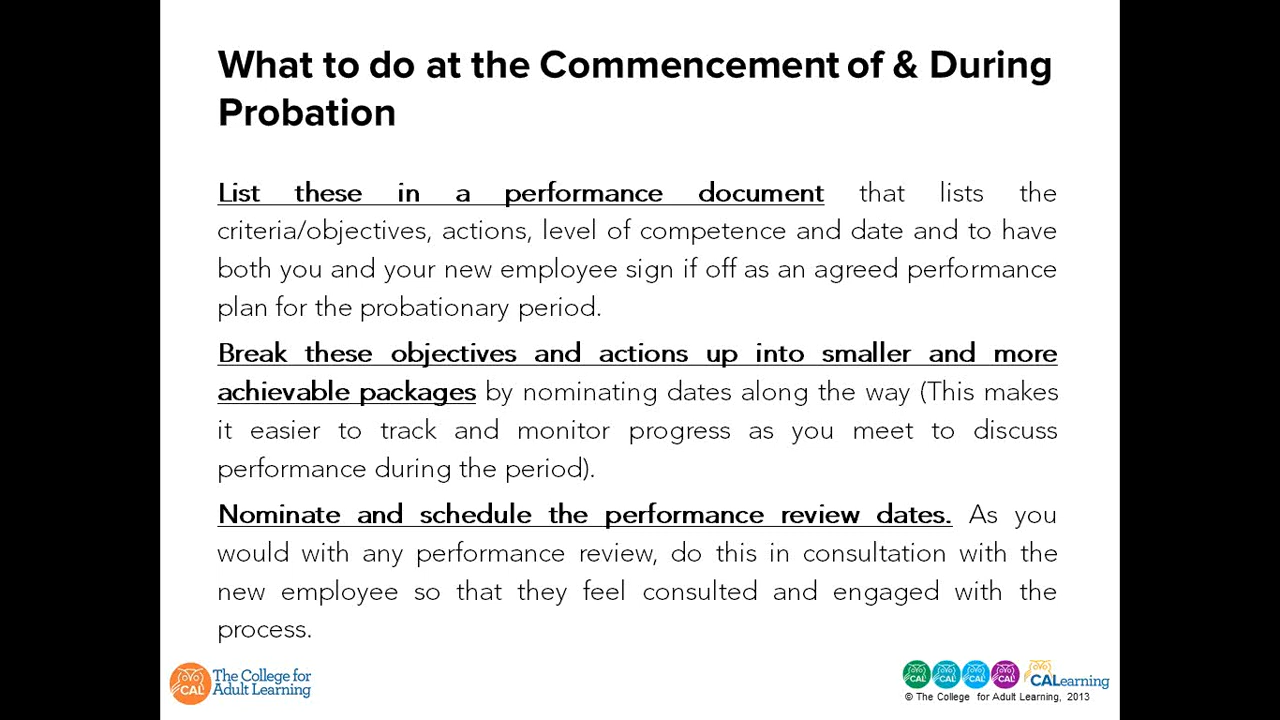 What to do at the Commencement of & During
Probation
List these in a performance document that lists the
criteria/objectives, actions, level of competence and date and to have
both you and your new employee sign if off as an agreed performance
plan for the probationary period.
Break these objectives and actions up into smaller and more
achievable packages by nominating dates along the way (This makes
it easier to track and monitor progress as you meet to discuss
performance during the period).
Nominate and schedule the performance review dates. As you
would with any performance review, do this in consultation with the
new employee so that they feel consulted and engaged with the
process.
CAL
The College for
Adult Learning
CAL CAL CAL CAL CALearning
© The College for Adult Learning, 2013